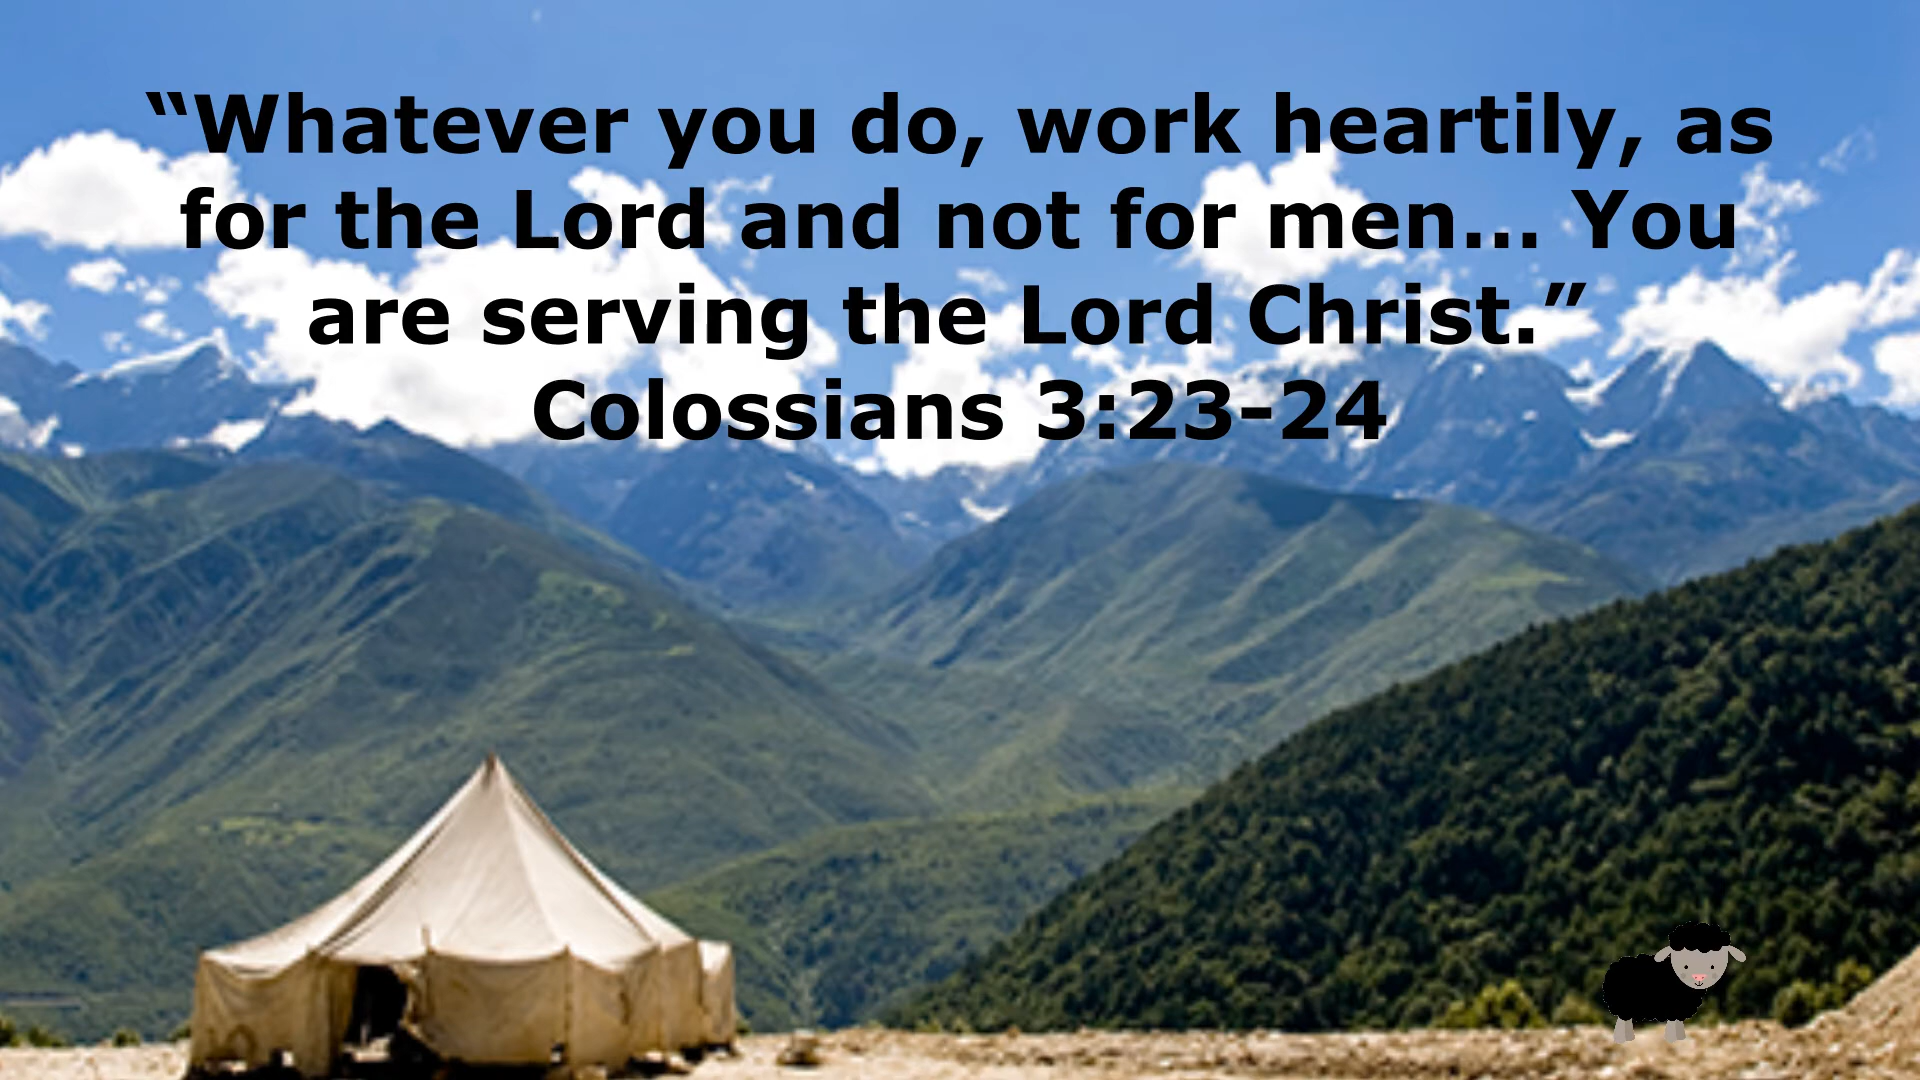 “Whatever you do, work heartily, as
for the Lord and not for men… You
are serving the Lord Christ.”
Colossians 3:23-24